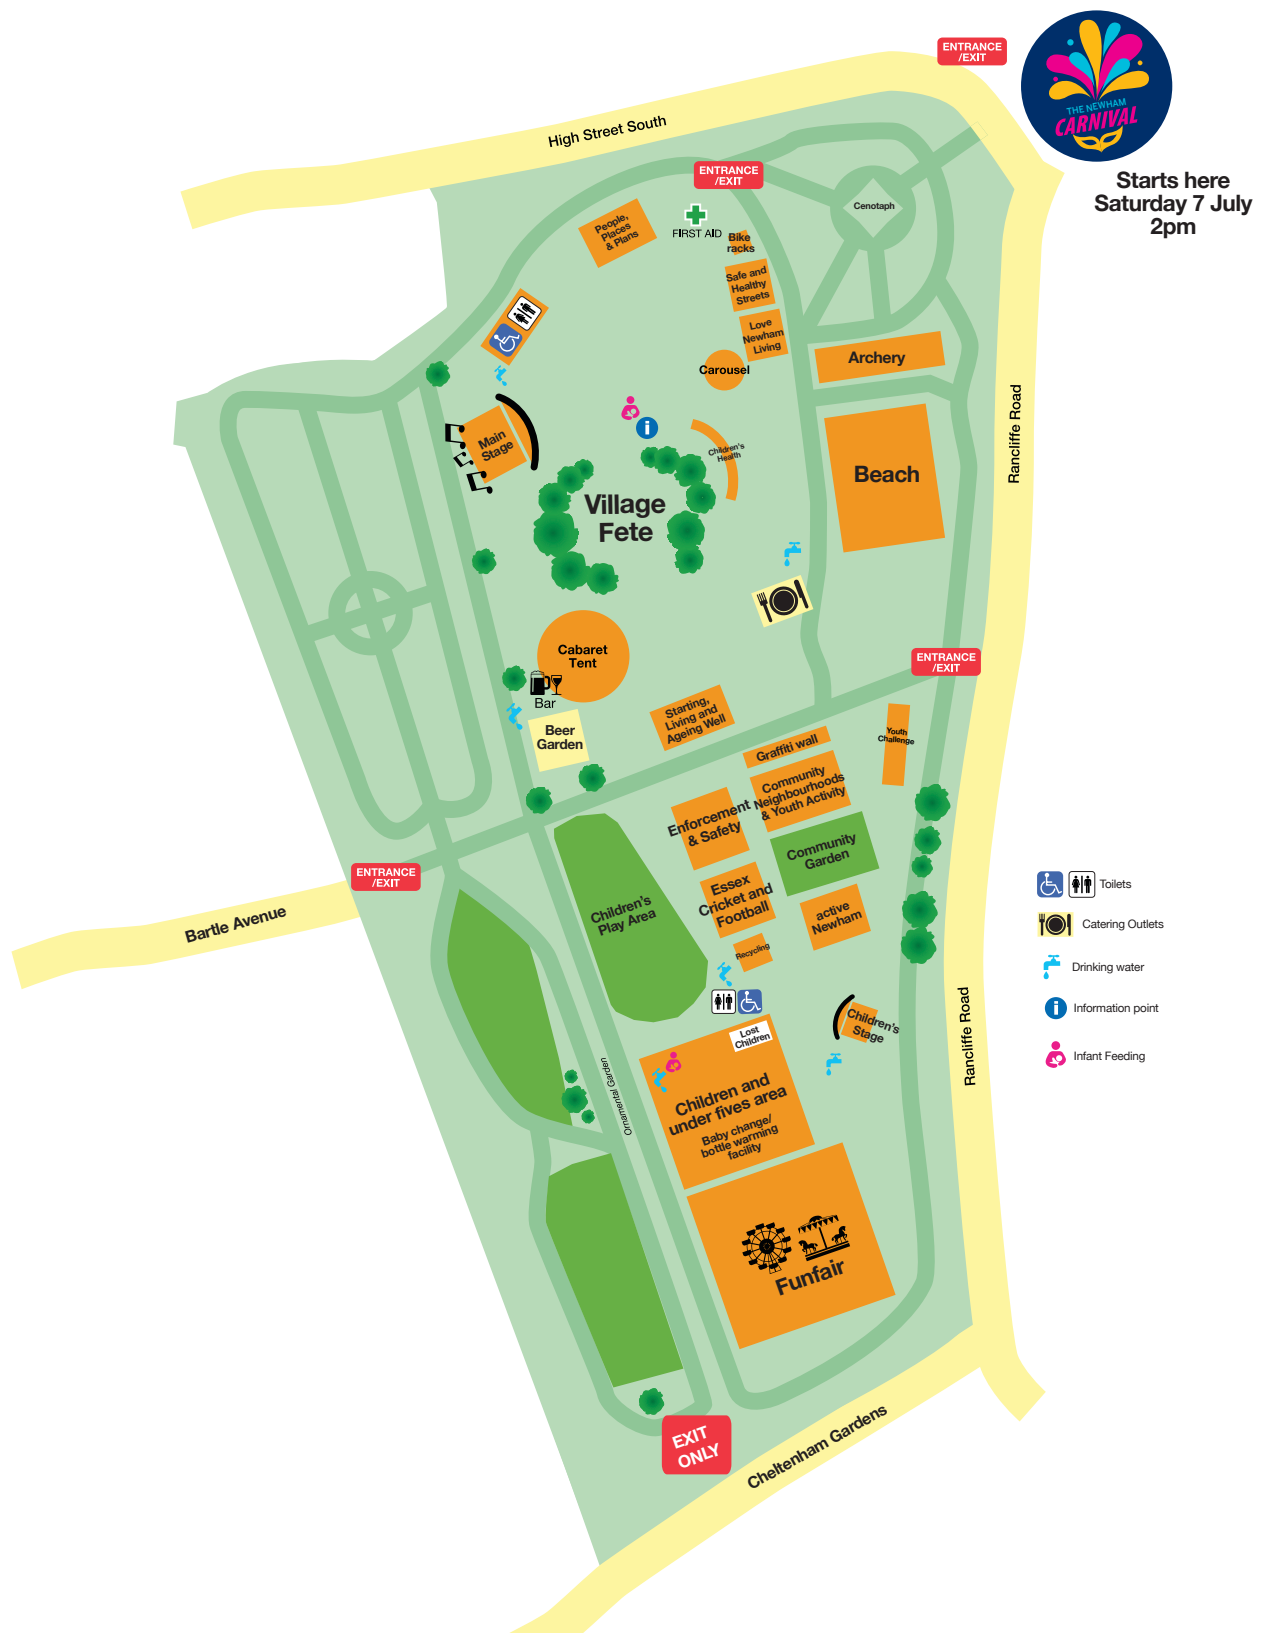 ENTRANCE
/EXIT
THE NEWHAM
CARNIVAL
Starts here
Saturday 7 July
2pm
High Street South
ENTRANCE
/EXIT
Cenotaph
People,
Places
& Plans
FIRST AID
Bike
racks
Safe and
Healthy
Streets
Love
Newham
Living
Carousel
Archery
Rancliffe Road
Main
Stage
i
Children's
Health
Beach
Village
Fete
Cabaret
Tent
Bar
Beer
Garden
Starting,
Living and
Ageing Well
ENTRANCE
/EXIT
Youth
Challenge
Graffiti wall
Community
Neighbourhoods
& Youth Activity
Enforcement
& Safety
Community
Garden
ENTRANCE
/EXIT
Bartle Avenue
Children's
Play Area
Essex
Cricket and
Football
active
Newham
Recycling
Toilets
Catering Outlets
Drinking water
i
Information point
Infant Feeding
Children's
Stage
Rancliffe Road
Lost
Children
Ornamental Garden
Children and
under fives area
Baby change/
bottle warming
facility
Funfair
EXIT
ONLY
Cheltenham Gardens